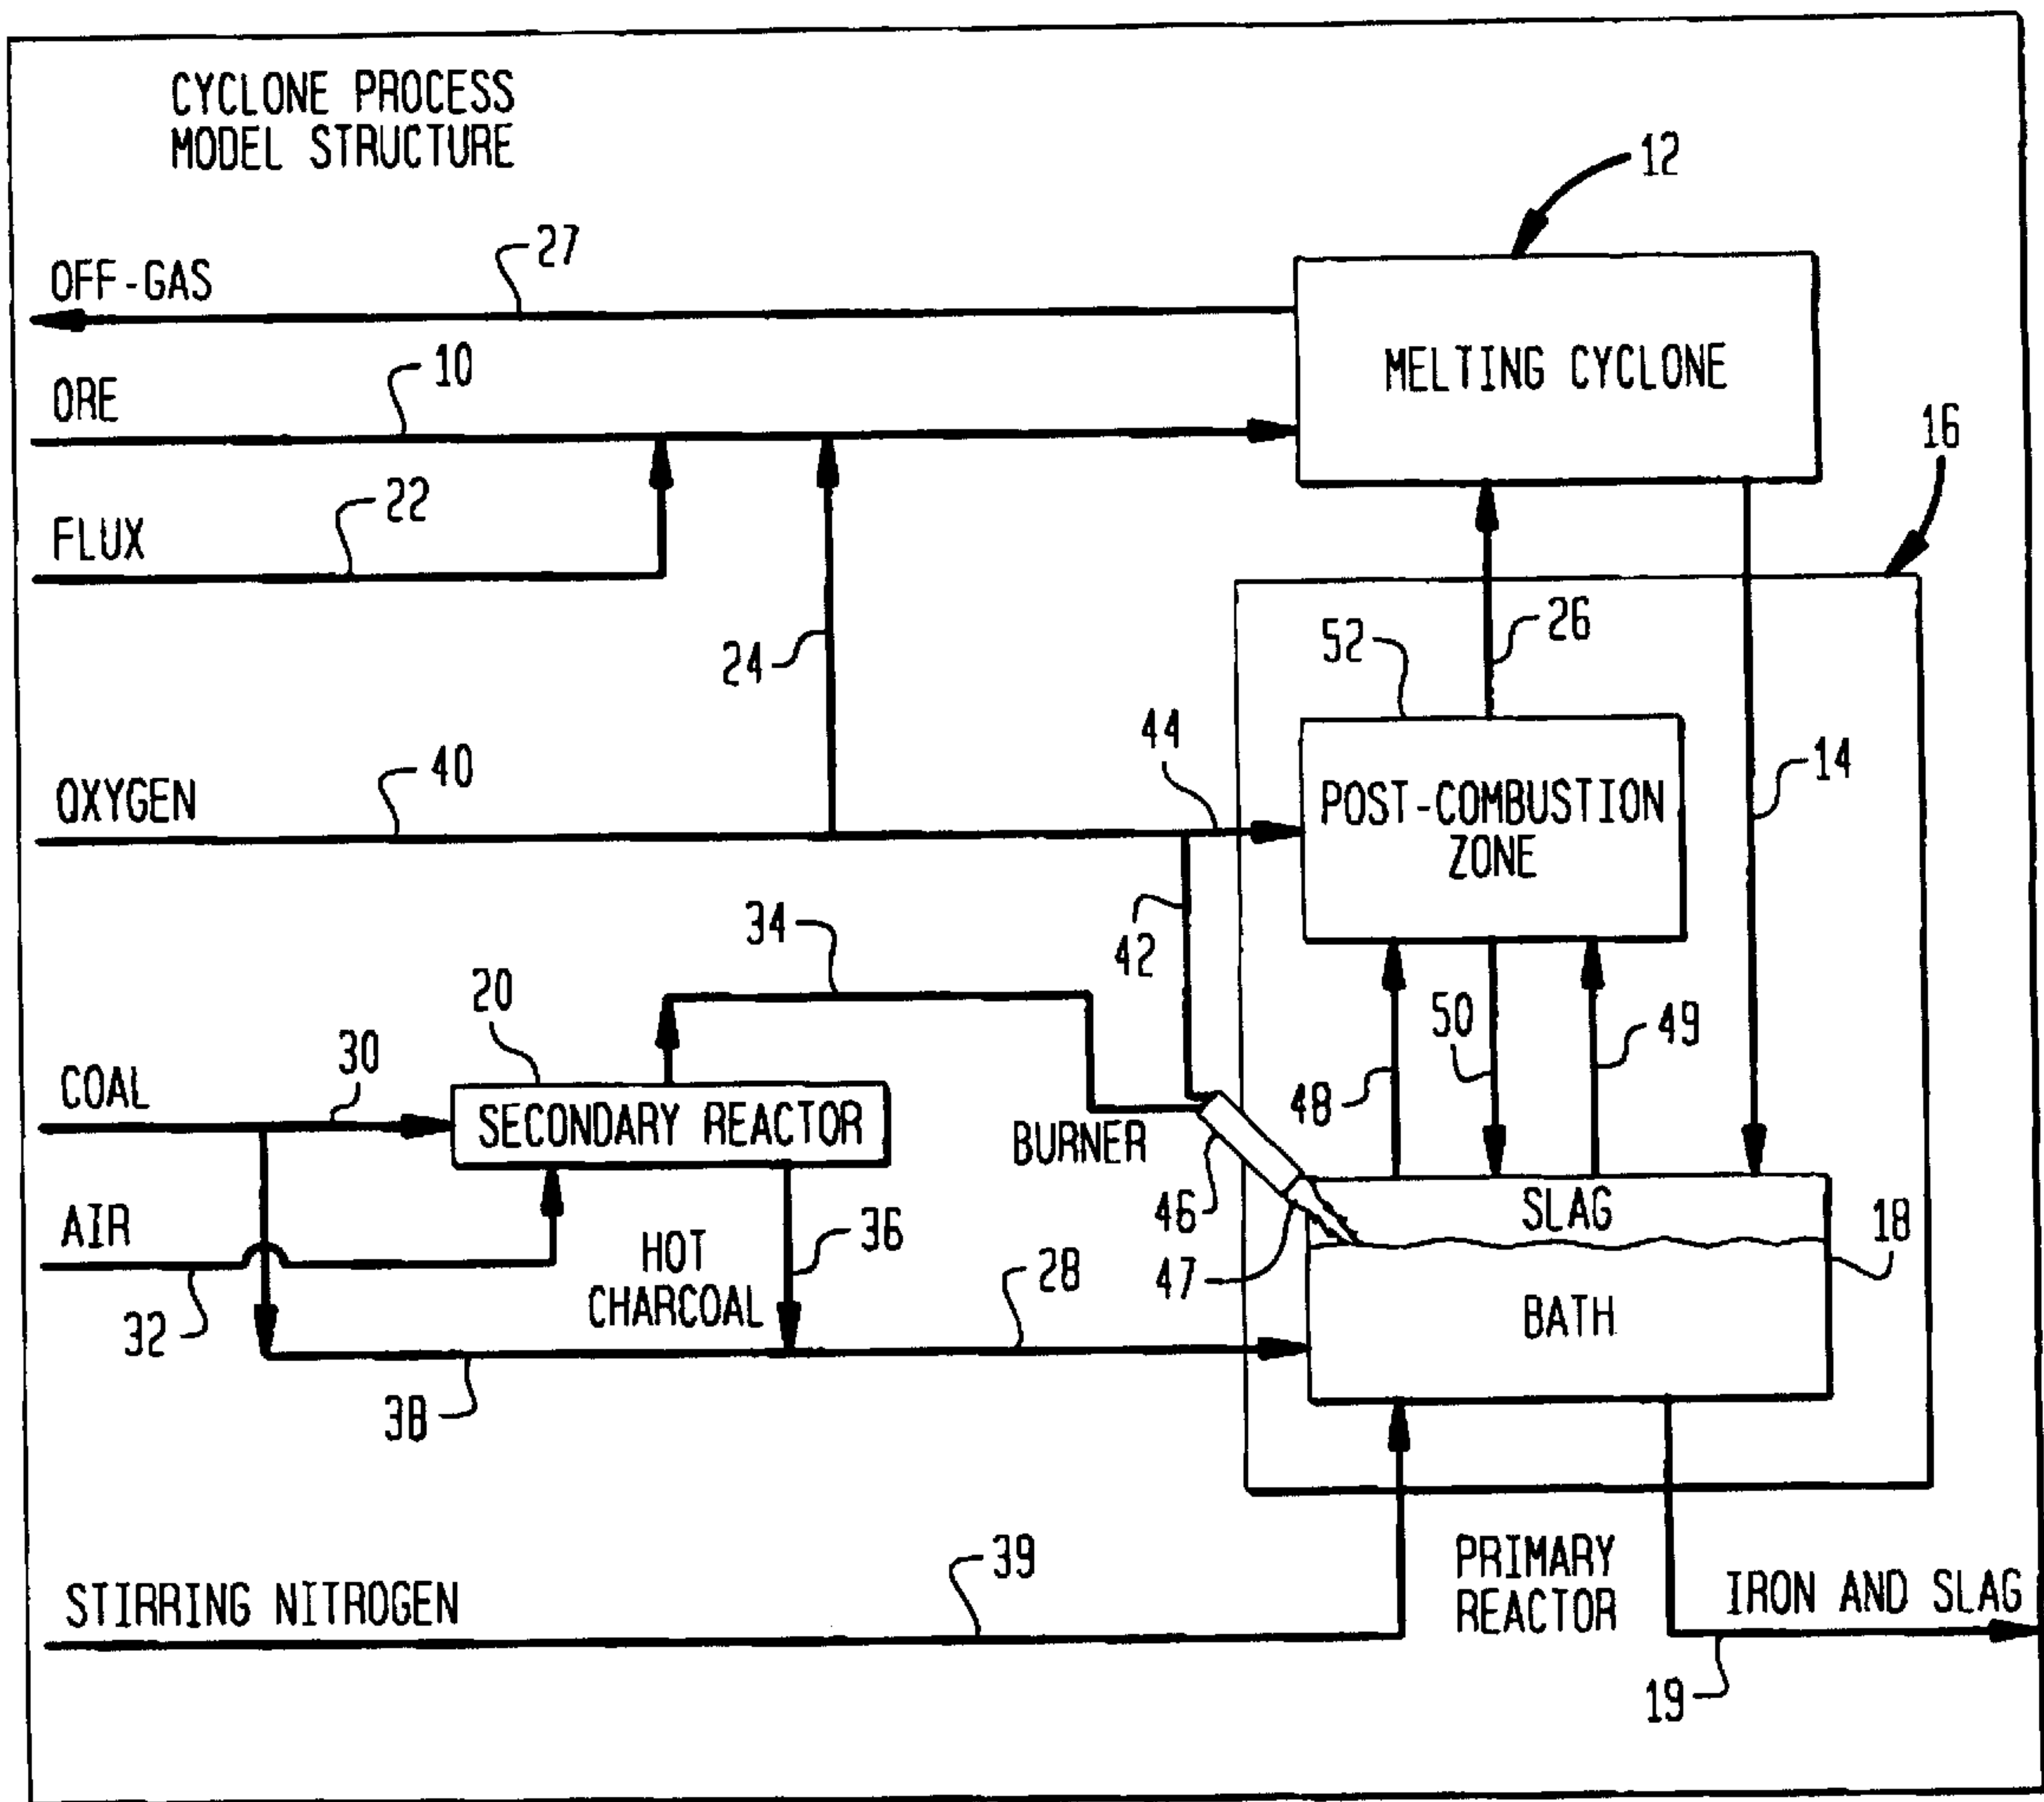 CYCLONE PROCESS
MODEL STRUCTURE
12
27
OFF-GAS
MELTING CYCLONE
10
ORE
16
22
FLUX
26
52
24
44
14
40
OXYGEN
POST-COMBUSTION
ZONE
34
42
20
50
49
30
COAL
48
SECONDARY REACTOR
BURNER
46
SLAG
18
AIR
36
HOT
CHARCOAL
28
47
32
BATH
38
39
PRIMARY
REACTOR
STIRRING NITROGEN
IRON AND SLAG
19